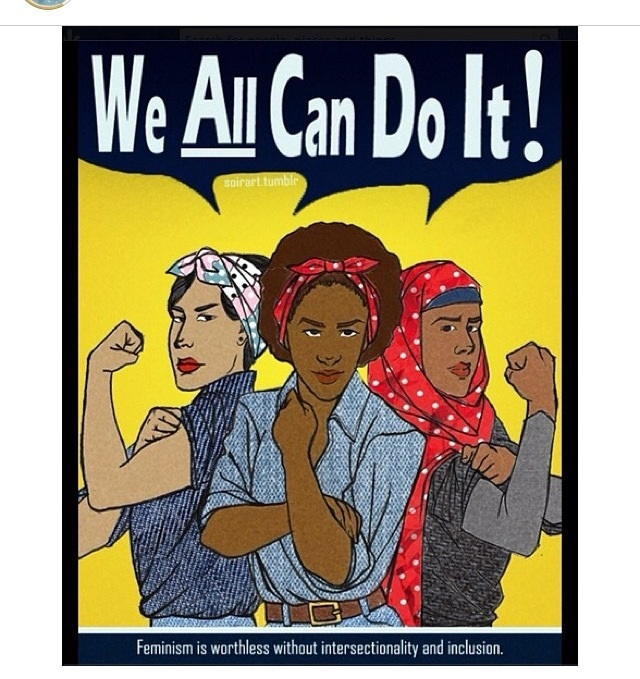 We All Can Do It!
soirart.tumblr
Feminism is worthless without intersectionality and inclusion.